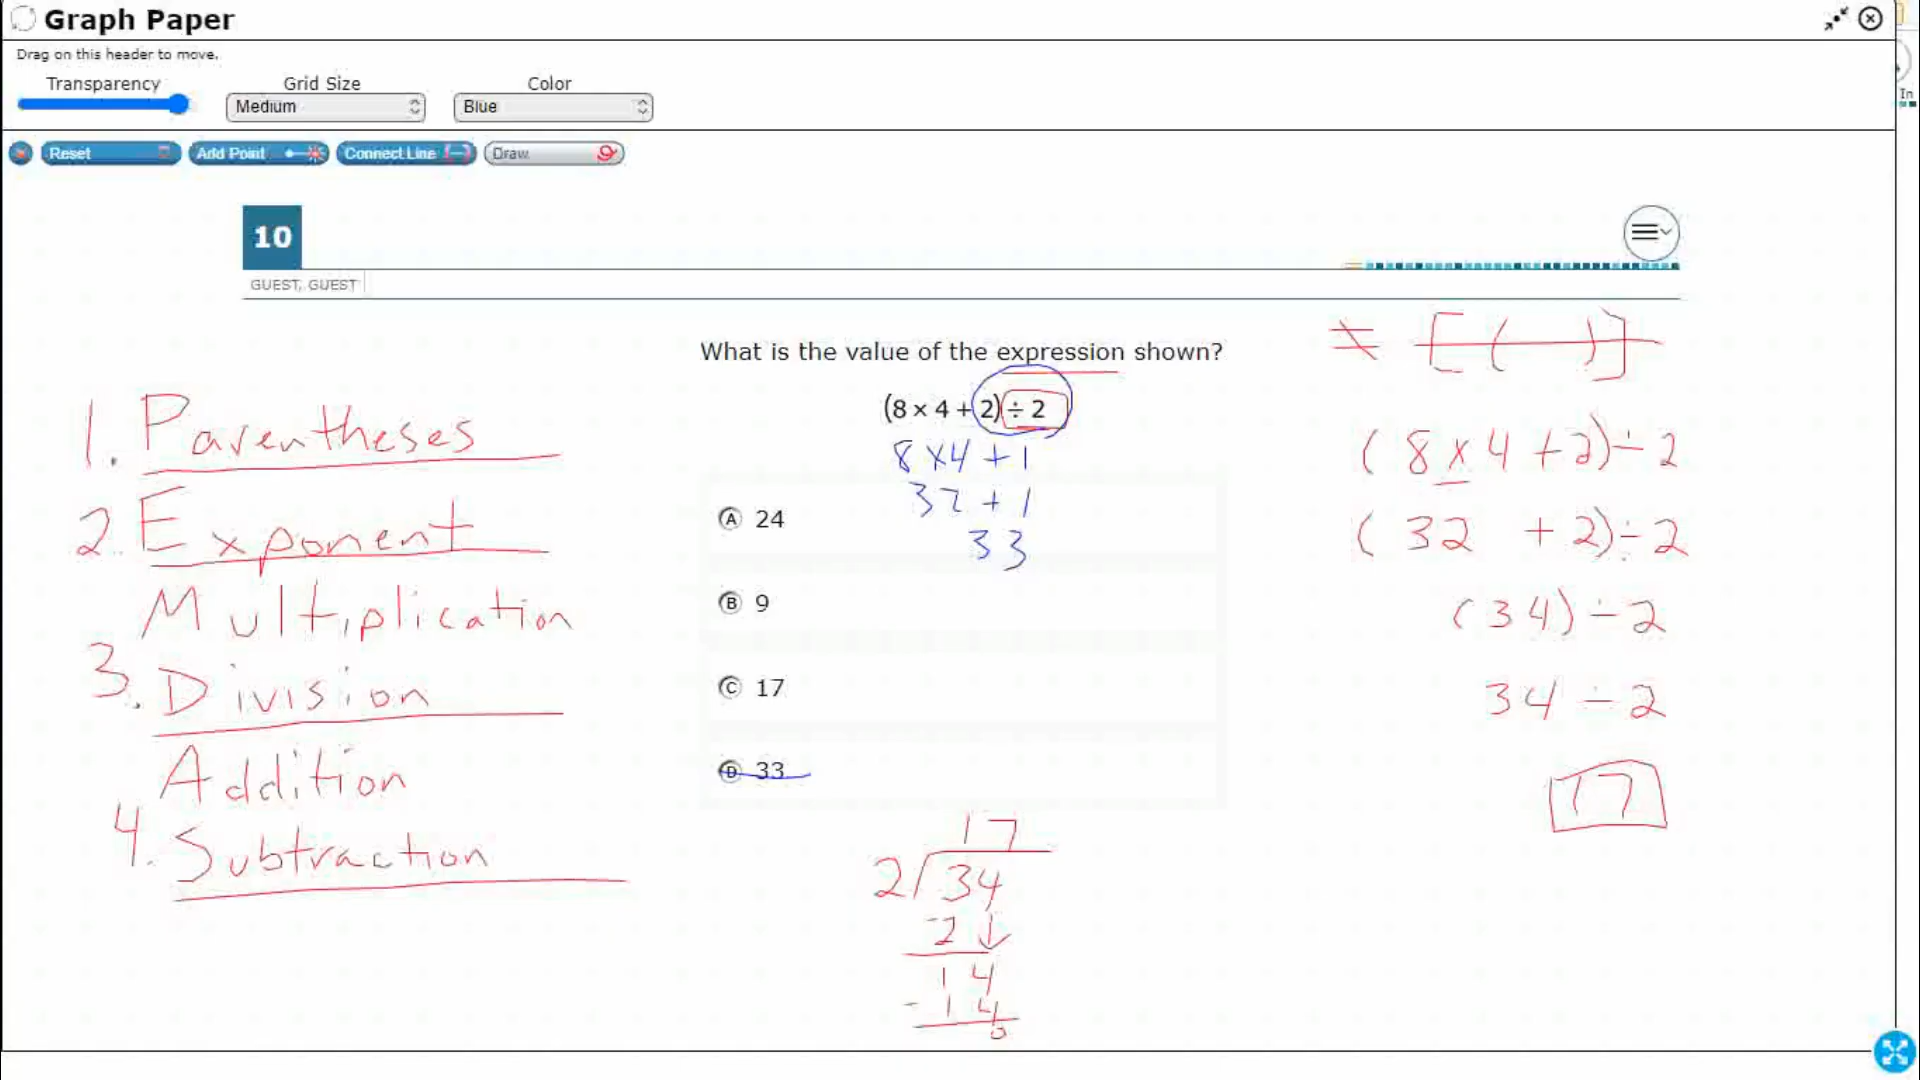 Graph Paper
Drag on this header to move.
Transparency Grid Size Color
Medium Blue
Reset Add Point Connect Line Draw
In
10
GUEST, GUEST
What is the value of the expression shown?
(8 × 4 + 2) ÷ 2
8 × 4 + 1
32 + 1
33
A 24
B 9
C 17
D 33
1. Parentheses
2. Exponent
Multiplication
3. Division
Addition
4. Subtraction
17
2 34
-2
14
-14
0
[ ( ) ]
(8 × 4 + 2) ÷ 2
(32 + 2) ÷ 2
(34) ÷ 2
34 ÷ 2
17